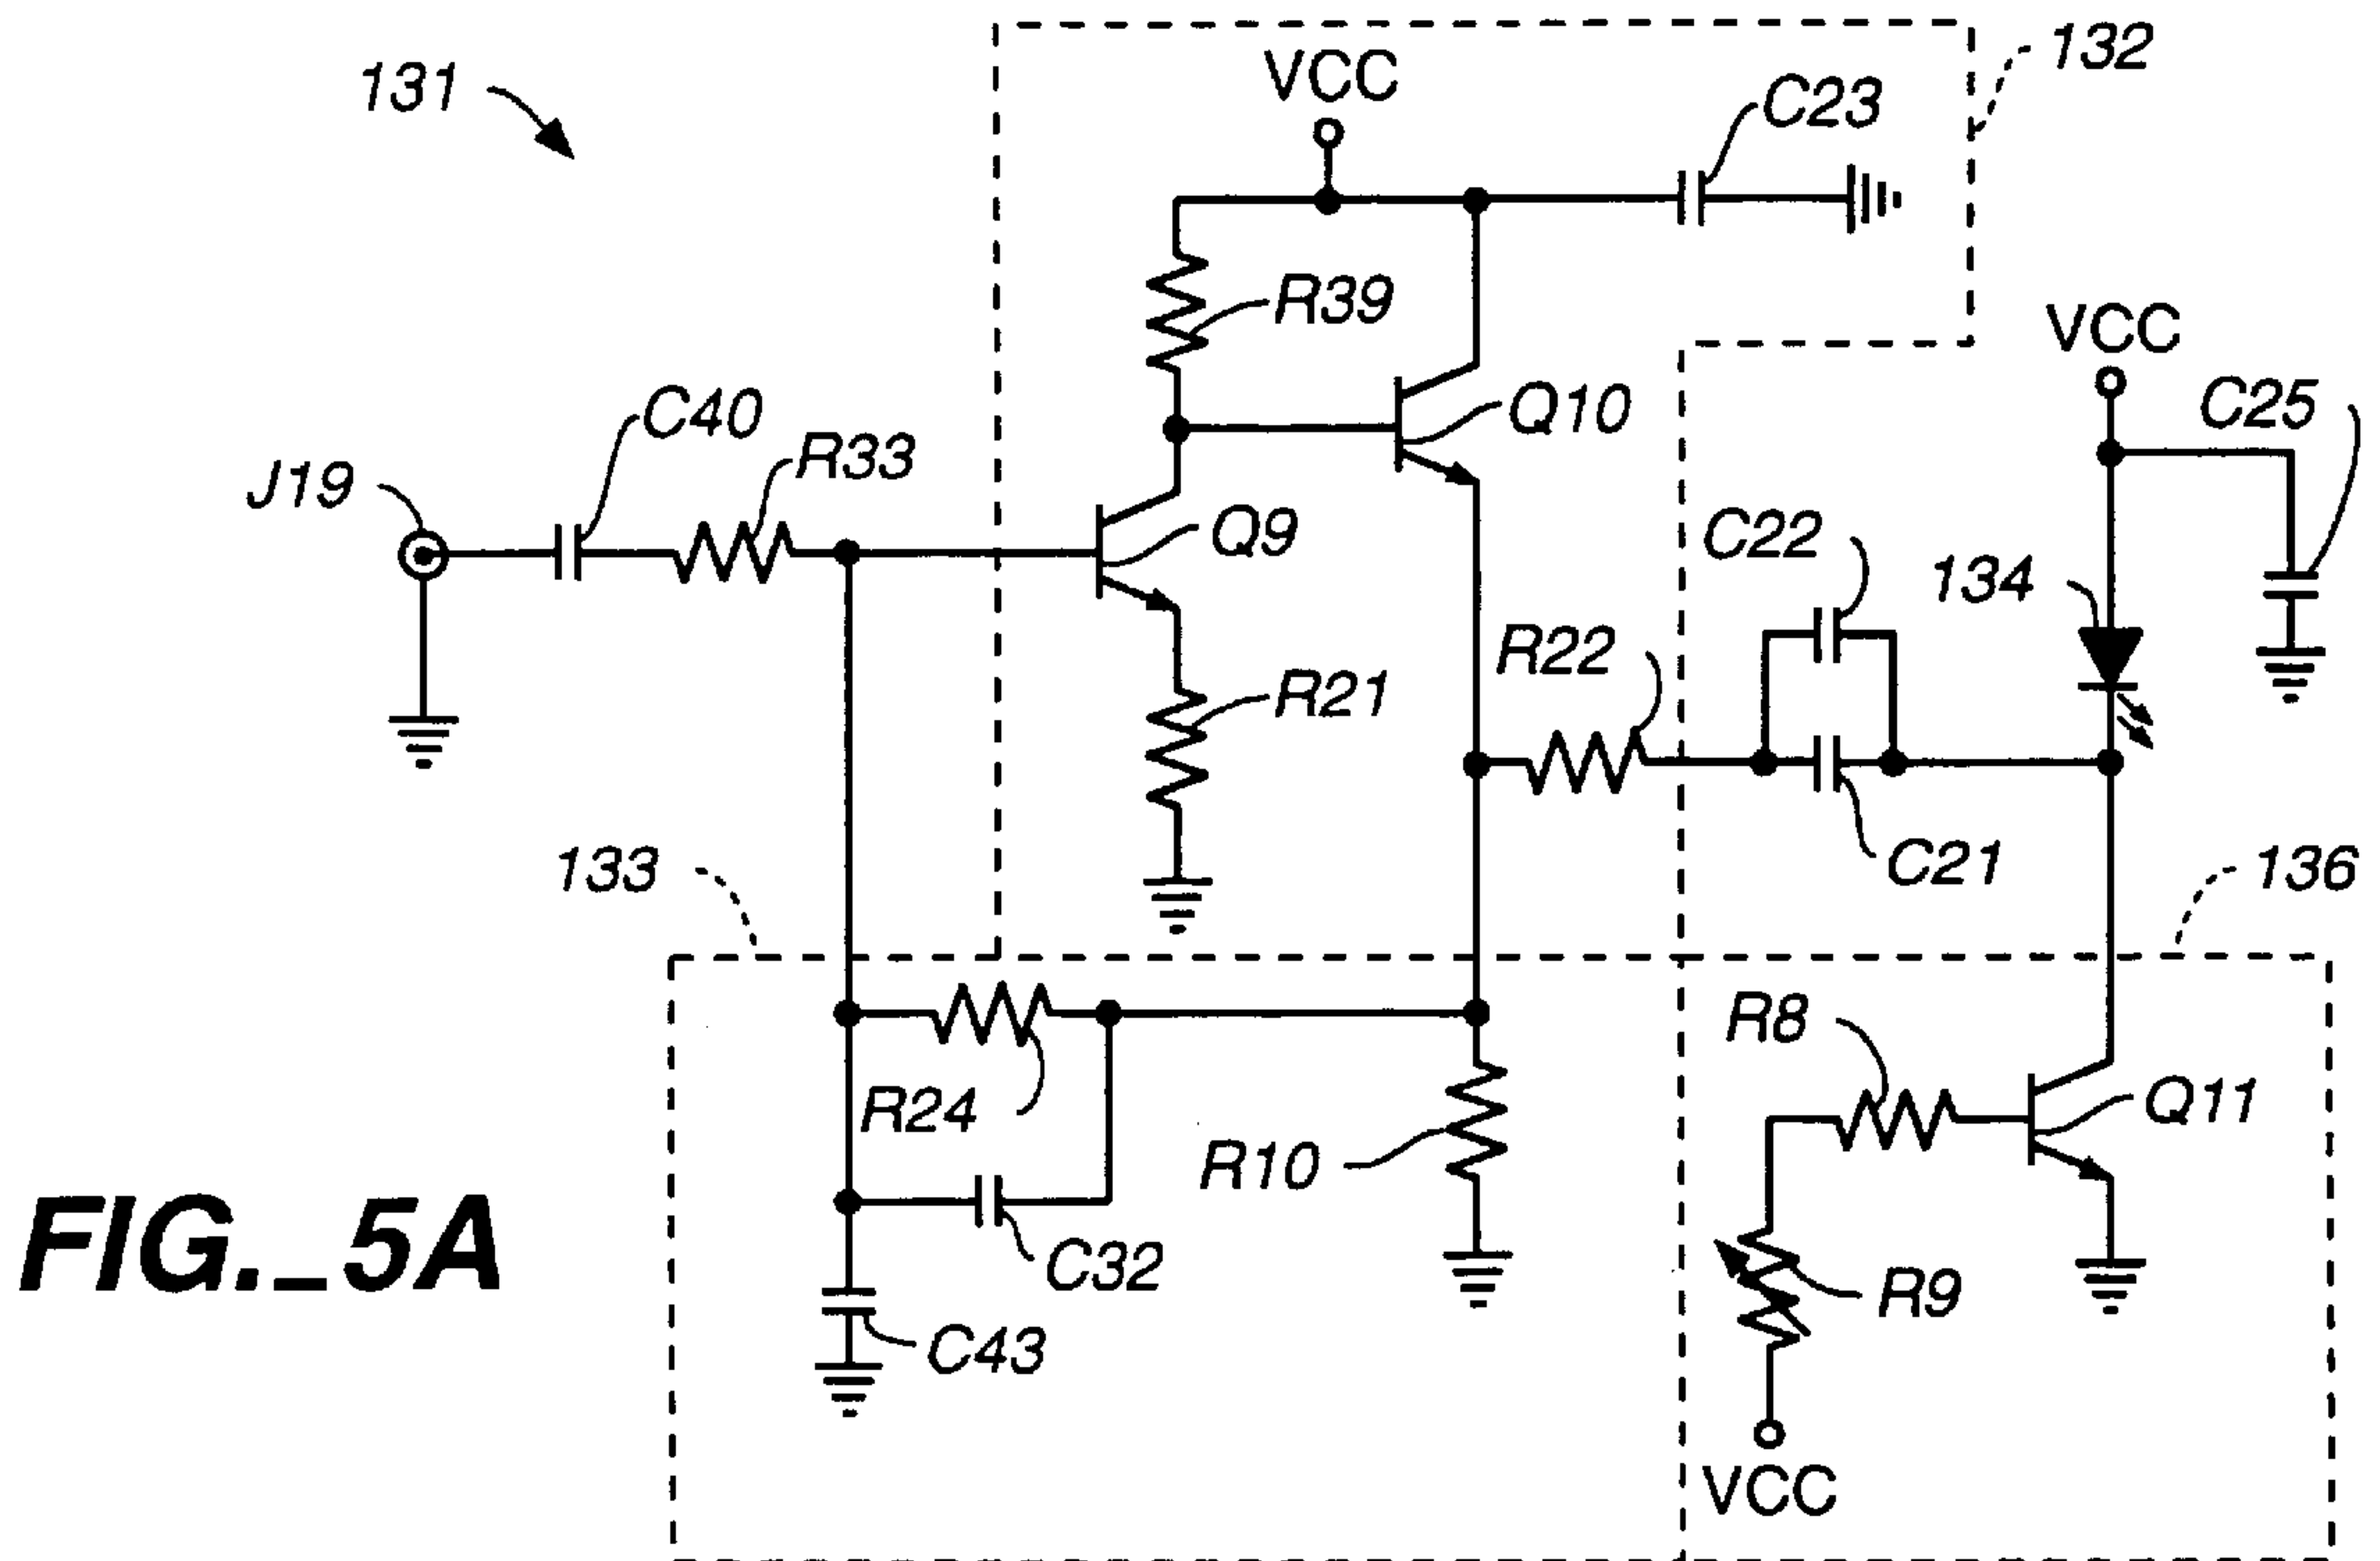 132
VCC
131
C23
R39
VCC
C40
Q10
C25
R33
J19
Q9
C22
134
R22
R21
133
C21
136
R8
R24
Q11
R10
C32
R9
C43
FIG._5A
VCC